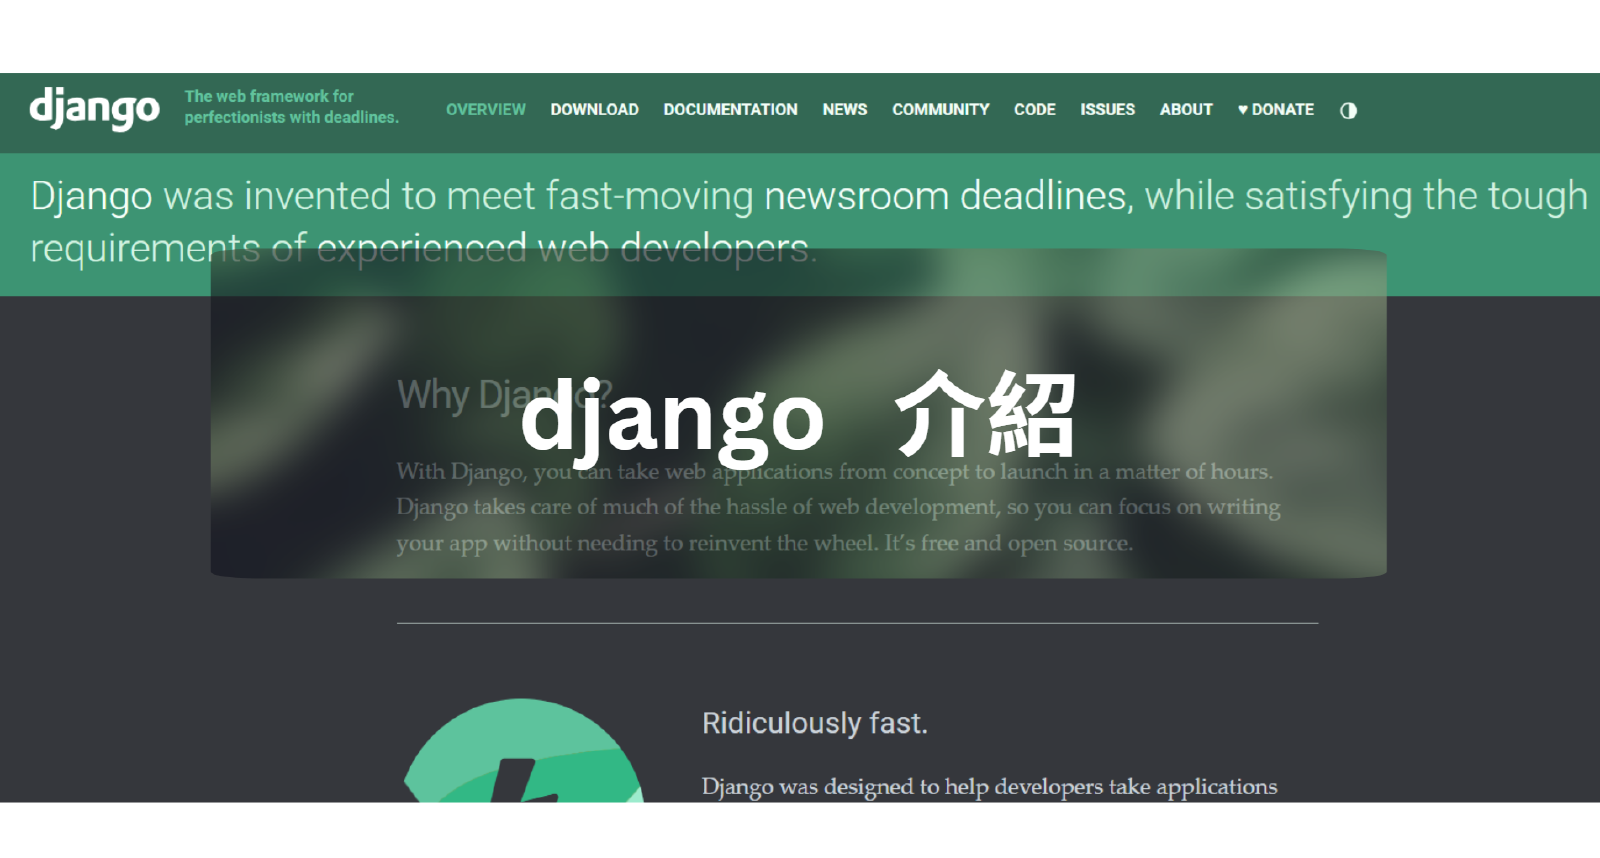 django
The web framework for
perfectionists with deadlines.
OVERVIEW DOWNLOAD DOCUMENTATION NEWS COMMUNITY CODE ISSUES ABOUT ♥ DONATE
Django was invented to meet fast-moving newsroom deadlines, while satisfying the tough
requirements of experienced web developers.
Why Django?
django 介紹
With Django, you can take web applications from concept to launch in a matter of hours.
Django takes care of much of the hassle of web development, so you can focus on writing
your app without needing to reinvent the wheel. It’s free and open source.
Ridiculously fast.
Django was designed to help developers take applications